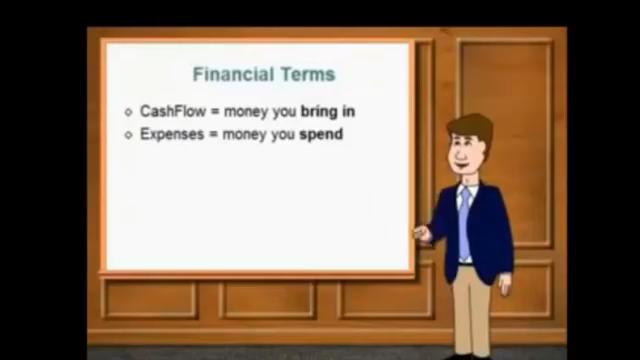 Financial Terms
CashFlow = money you bring in
Expenses = money you spend